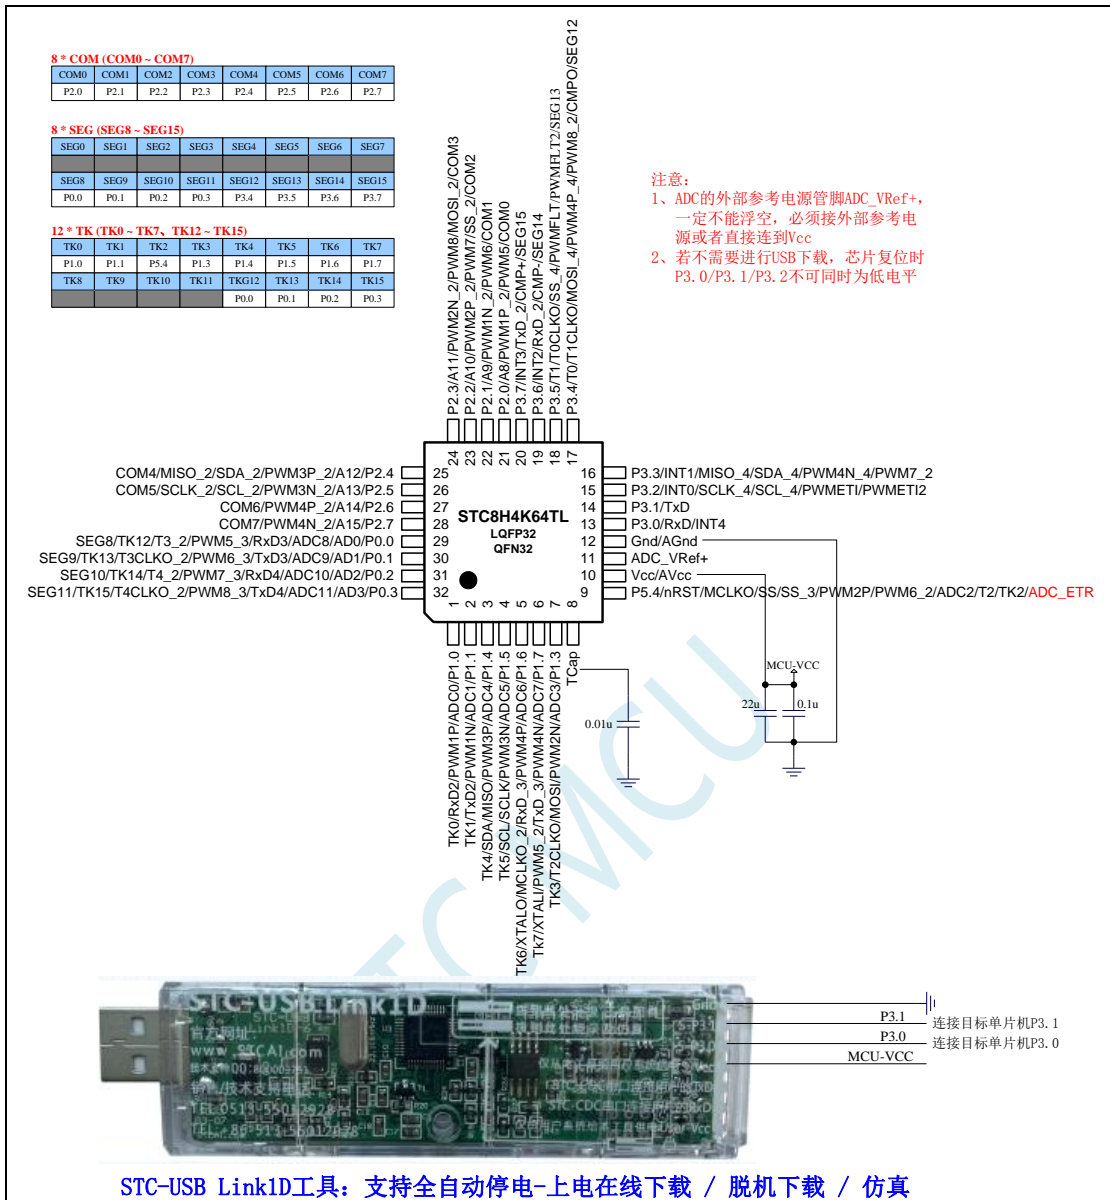 8 * COM (COM0 ~ COM7)
COM0 COM1 COM2 COM3 COM4 COM5 COM6 COM7
P2.0 P2.1 P2.2 P2.3 P2.4 P2.5 P2.6 P2.7
8 * SEG (SEG8 ~ SEG15)
SEG0 SEG1 SEG2 SEG3 SEG4 SEG5 SEG6 SEG7
SEG8 SEG9 SEG10 SEG11 SEG12 SEG13 SEG14 SEG15
P0.0 P0.1 P0.2 P0.3 P3.4 P3.5 P3.6 P3.7
12 * TK (TK0 ~ TK7、TK12 ~ TK15)
TK0 TK1 TK2 TK3 TK4 TK5 TK6 TK7
P1.0 P1.1 P5.4 P1.3 P1.4 P1.5 P1.6 P1.7
TK8 TK9 TK10 TK11 TKG12 TK13 TK14 TK15
P0.0 P0.1 P0.2 P0.3
注意：
1、ADC的外部参考电源管脚ADC_VRef+，
一定不能浮空，必须接外部参考电
源或者直接连到Vcc
2、若不需要进行USB下载，芯片复位时
P3.0/P3.1/P3.2不可同时为低电平
P2.3/A11/PWM2N_2/PWM8/MOSI_2/COM3
P2.2/A10/PWM2P_2/PWM7/SS_2/COM2
P2.1/A9/PWM1N_2/PWM6/COM1
P2.0/A8/PWM1P_2/PWM5/COM0
P3.7/INT3/TxD_2/CMP+/SEG15
P3.6/INT2/RxD_2/CMP-/SEG14
P3.5/T1/T0CLKO/SS_4/PWMFLT/PWMFLT2/SEG13
P3.4/T0/T1CLKO/MOSI_4/PWM4P_4/PWM8_2/CMPO/SEG12
24 23 22 21 20 19 18 17
COM4/MISO_2/SDA_2/PWM3P_2/A12/P2.4 25
COM5/SCLK_2/SCL_2/PWM3N_2/A13/P2.5 26
COM6/PWM4P_2/A14/P2.6 27
COM7/PWM4N_2/A15/P2.7 28
SEG8/TK12/T3_2/PWM5_3/RxD3/ADC8/AD0/P0.0 29
SEG9/TK13/T3CLKO_2/PWM6_3/TxD3/ADC9/AD1/P0.1 30
SEG10/TK14/T4_2/PWM7_3/RxD4/ADC10/AD2/P0.2 31
SEG11/TK15/T4CLKO_2/PWM8_3/TxD4/ADC11/AD3/P0.3 32
STC8H4K64TL
LQFP32
QFN32
16 P3.3/INT1/MISO_4/SDA_4/PWM4N_4/PWM7_2
15 P3.2/INT0/SCLK_4/SCL_4/PWMETI/PWMETI2
14 P3.1/TxD
13 P3.0/RxD/INT4
12 Gnd/AGnd
11 ADC_VRef+
10 Vcc/AVcc
9 P5.4/nRST/MCLKO/SS/SS_3/PWM2P/PWM6_2/ADC2/T2/TK2/ADC_ETR
1 2 3 4 5 6 7 8
TK0/RxD2/PWM1P/ADC0/P1.0
TK1/TxD2/PWM1N/ADC1/P1.1
TK4/SDA/MISO/PWM3P/ADC4/P1.4
TK5/SCL/SCLK/PWM3N/ADC5/P1.5
TK6/XTALO/MCLKO_2/RxD_3/PWM4P/ADC6/P1.6
Tk7/XTALI/PWM5_2/TxD_3/PWM4N/ADC7/P1.7
TK3/T2CLKO/MOSI/PWM2N/ADC3/P1.3
TCap
0.01u
MCU-VCC
22u
0.1u
STC MCU
STC-USB Link1D
官方网址:
www.STCAI.com
TEL:0513-55012928
Gnd
P3.1 连接目标单片机P3.1
P3.0 连接目标单片机P3.0
MCU-VCC
STC-USB Link1D工具：支持全自动停电-上电在线下载 / 脱机下载 / 仿真